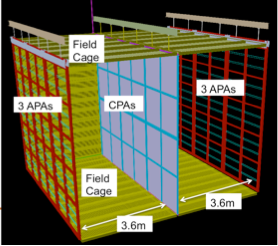 Field
Cage
3 APAs
3 APAs
CPAs
Field
Cage
3.6m
3.6m